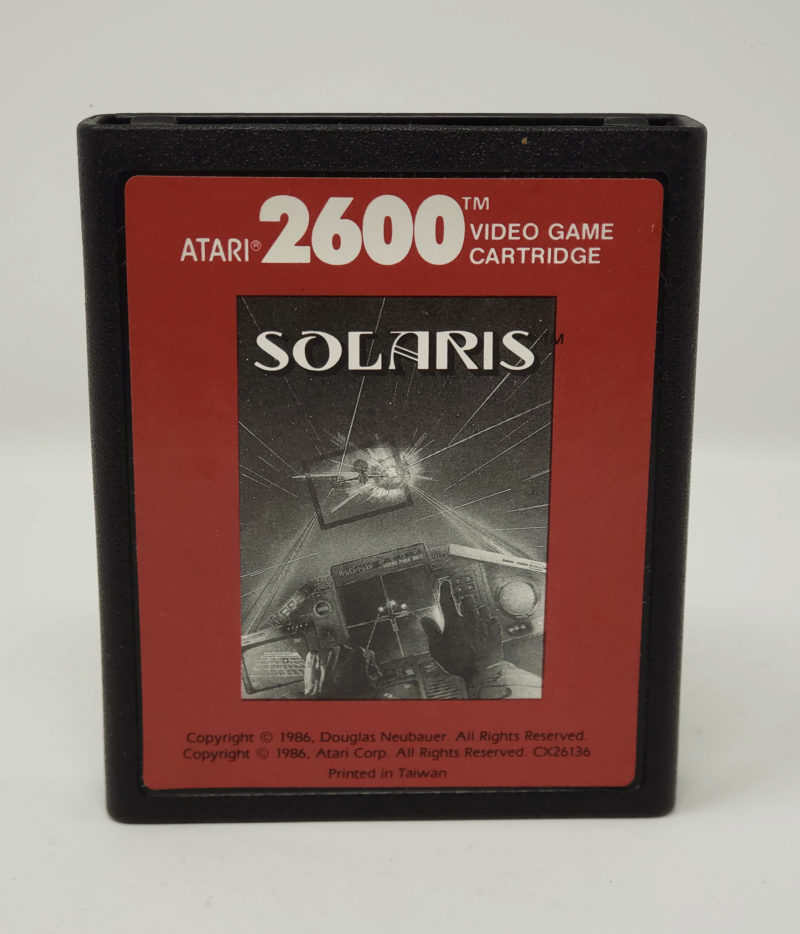 ATARI® 2600™ VIDEO GAME
CARTRIDGE
SOLARIS™
Copyright © 1986, Douglas Neubauer. All Rights Reserved.
Copyright © 1986, Atari Corp. All Rights Reserved. CX26136
Printed in Taiwan